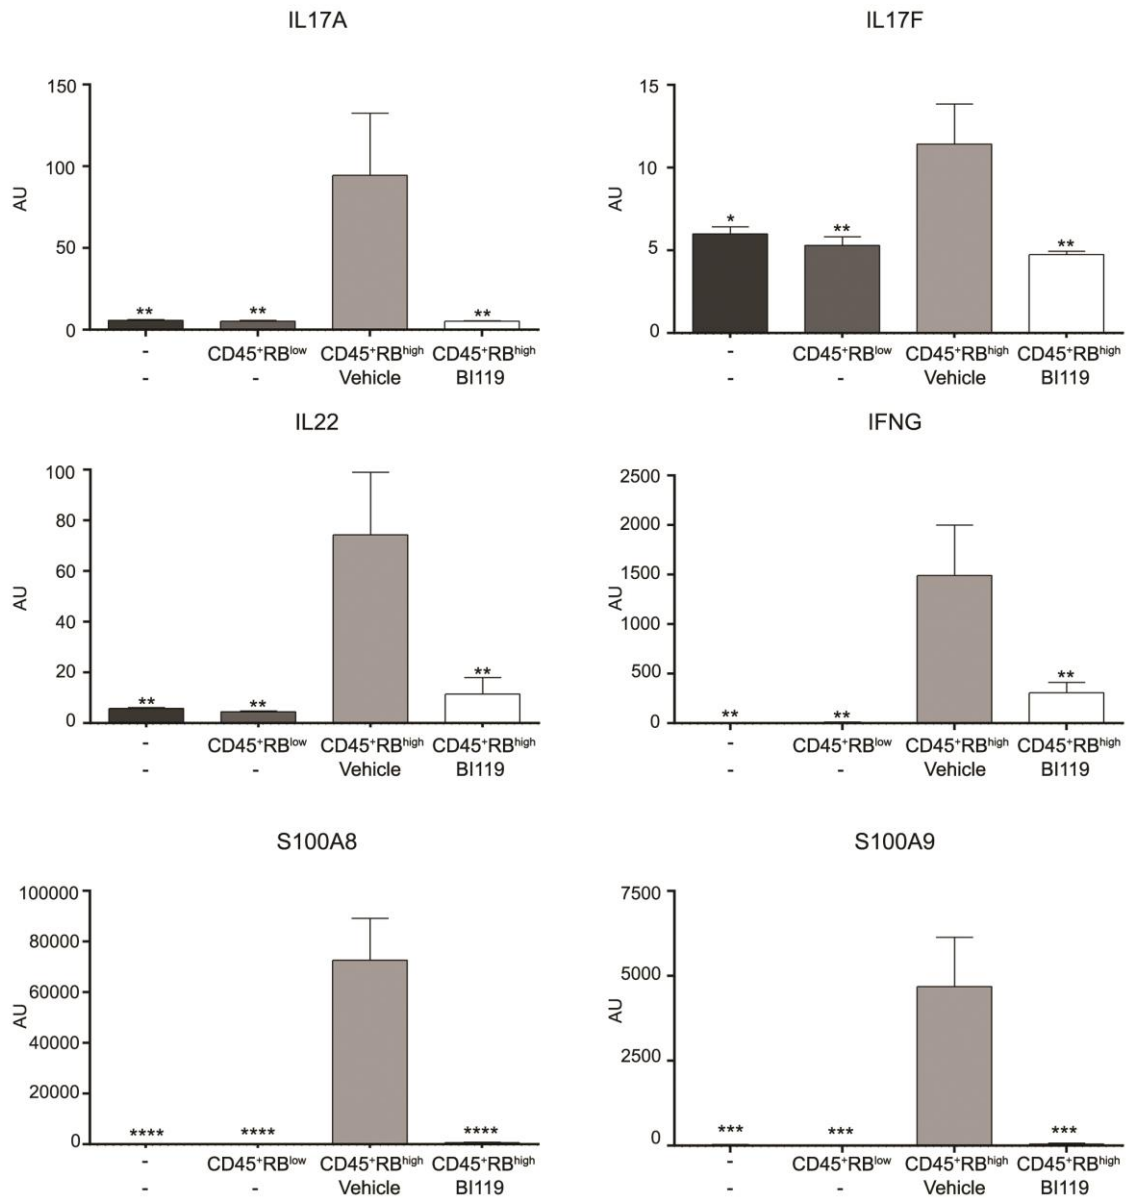 IL17A
IL17F
150
100
50
0
AU
**
**
**
- CD45⁺RBˡᵒʷ CD45⁺RBʰⁱᵍʰ CD45⁺RBʰⁱᵍʰ
- - Vehicle BI119
15
10
5
0
AU
*
**
**
- CD45⁺RBˡᵒʷ CD45⁺RBʰⁱᵍʰ CD45⁺RBʰⁱᵍʰ
- - Vehicle BI119
IL22
IFNG
100
80
60
40
20
0
AU
**
**
**
- CD45⁺RBˡᵒʷ CD45⁺RBʰⁱᵍʰ CD45⁺RBʰⁱᵍʰ
- - Vehicle BI119
2500
2000
1500
1000
500
0
AU
**
**
**
- CD45⁺RBˡᵒʷ CD45⁺RBʰⁱᵍʰ CD45⁺RBʰⁱᵍʰ
- - Vehicle BI119
S100A8
S100A9
100000
80000
60000
40000
20000
0
AU
****
****
****
- CD45⁺RBˡᵒʷ CD45⁺RBʰⁱᵍʰ CD45⁺RBʰⁱᵍʰ
- - Vehicle BI119
7500
5000
2500
0
AU
***
***
***
- CD45⁺RBˡᵒʷ CD45⁺RBʰⁱᵍʰ CD45⁺RBʰⁱᵍʰ
- - Vehicle BI119